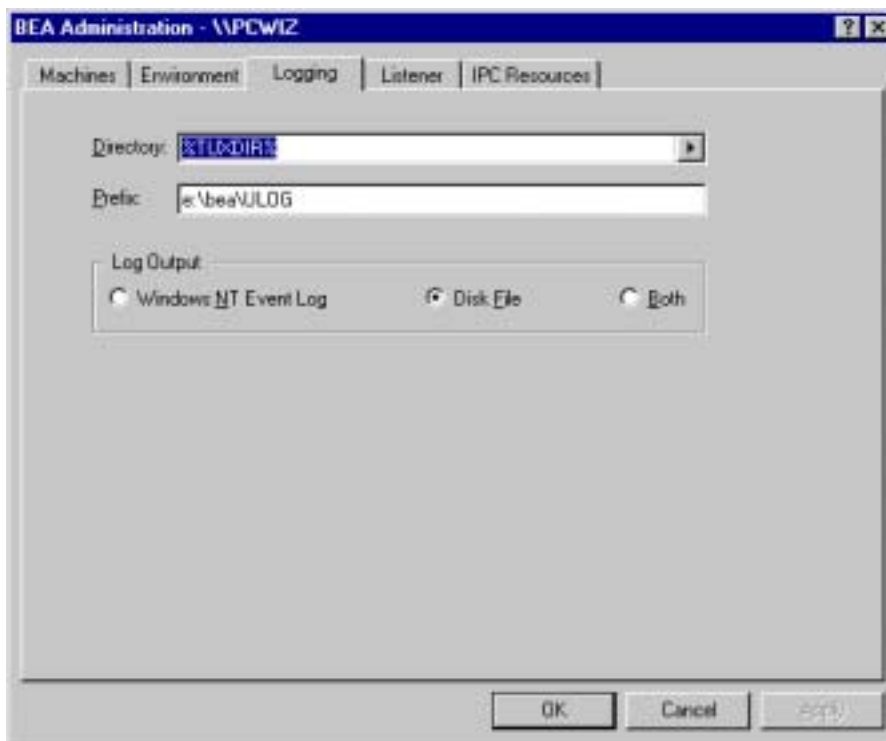 BEA Administration - \\PCWIZ
Machines Environment Logging Listener IPC Resources
Directory: %TUXDIR%
Prefix: e:\bea\ULOG
Log Output
Windows NT Event Log Disk File Both
OK Cancel Apply